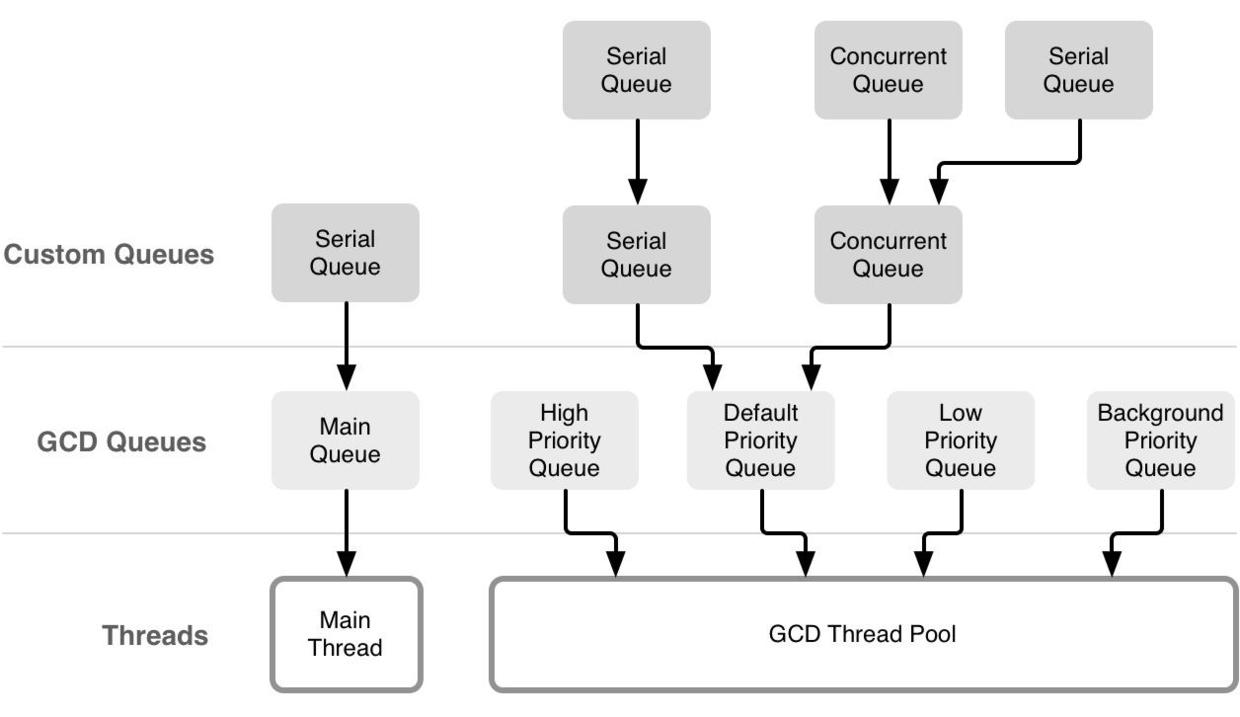 Serial
Queue
Concurrent
Queue
Serial
Queue
Custom Queues
Serial
Queue
Serial
Queue
Concurrent
Queue
GCD Queues
Main
Queue
High
Priority
Queue
Default
Priority
Queue
Low
Priority
Queue
Background
Priority
Queue
Threads
Main
Thread
GCD Thread Pool